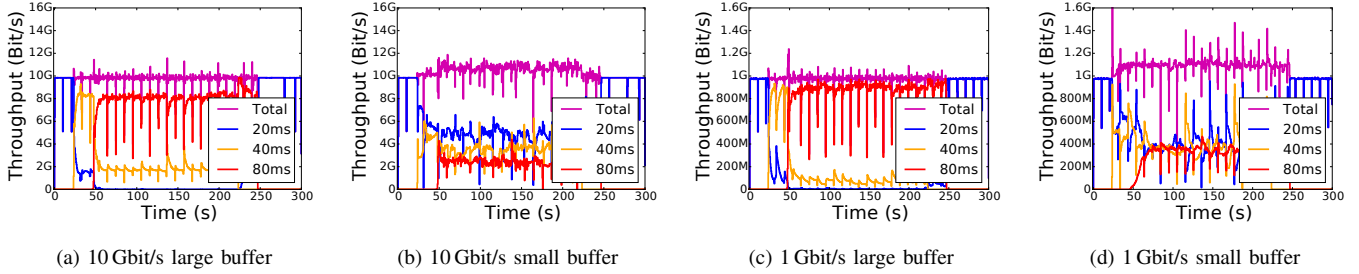 Throughput (Bit/s)
16G
14G
12G
10G
8G
6G
4G
2G
0
0 50 100 150 200 250 300
Time (s)
Total
20ms
40ms
80ms
(a) 10 Gbit/s large buffer
Throughput (Bit/s)
16G
14G
12G
10G
8G
6G
4G
2G
0
0 50 100 150 200 250 300
Time (s)
Total
20ms
40ms
80ms
(b) 10 Gbit/s small buffer
Throughput (Bit/s)
1.6G
1.4G
1.2G
1G
800M
600M
400M
200M
0
0 50 100 150 200 250 300
Time (s)
Total
20ms
40ms
80ms
(c) 1 Gbit/s large buffer
Throughput (Bit/s)
1.6G
1.4G
1.2G
1G
800M
600M
400M
200M
0
0 50 100 150 200 250 300
Time (s)
Total
20ms
40ms
80ms
(d) 1 Gbit/s small buffer